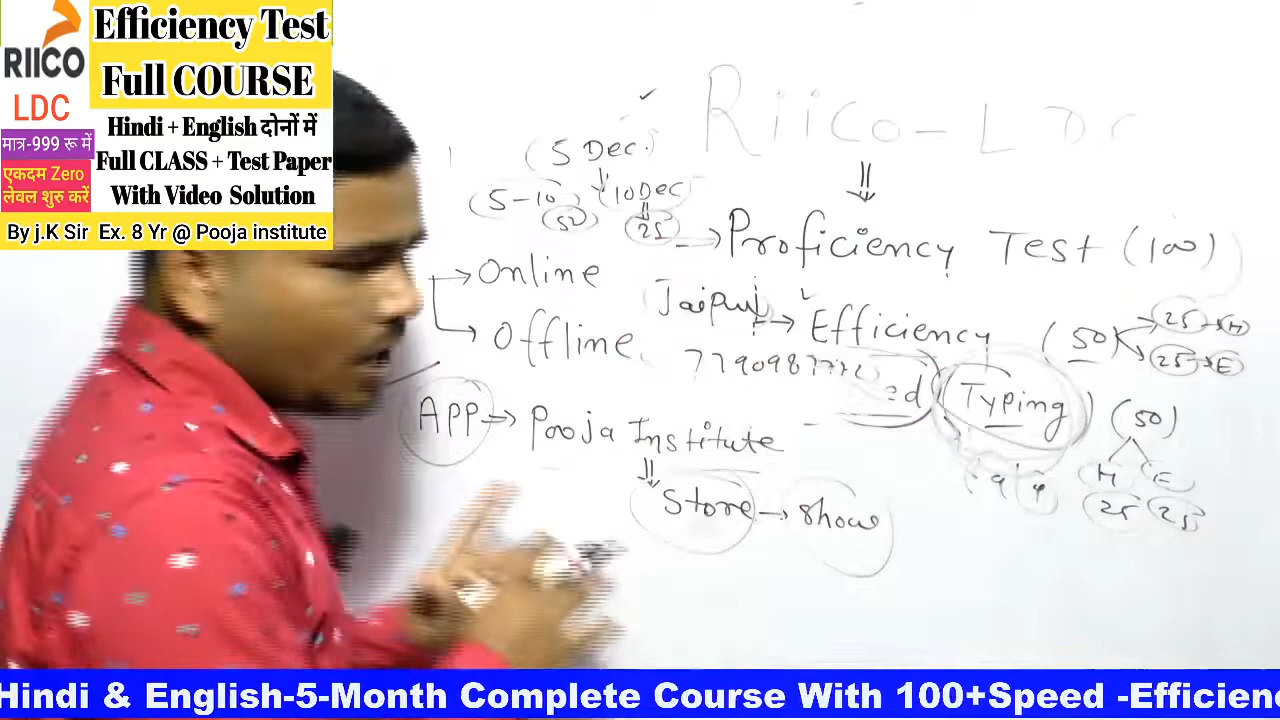 RIICO
LDC
मात्र-999 रू में
एकदम Zero
लेवल शुरु करें
Efficiency Test
Full COURSE
Hindi + English दोनों में
Full CLASS + Test Paper
With Video Solution
By j.K Sir Ex. 8 Yr @ Pooja institute
Riico-LDC
(5 Dec.
5-10
10 Dec
50
25
Proficiency Test (100)
Online
Offline
Jaipur
Efficiency (50)
25 → H
25 → E
Typing) (50)
H E
25 25
APP → Pooja Institute
Store → Show
Hindi & English-5-Month Complete Course With 100+Speed -Efficienc